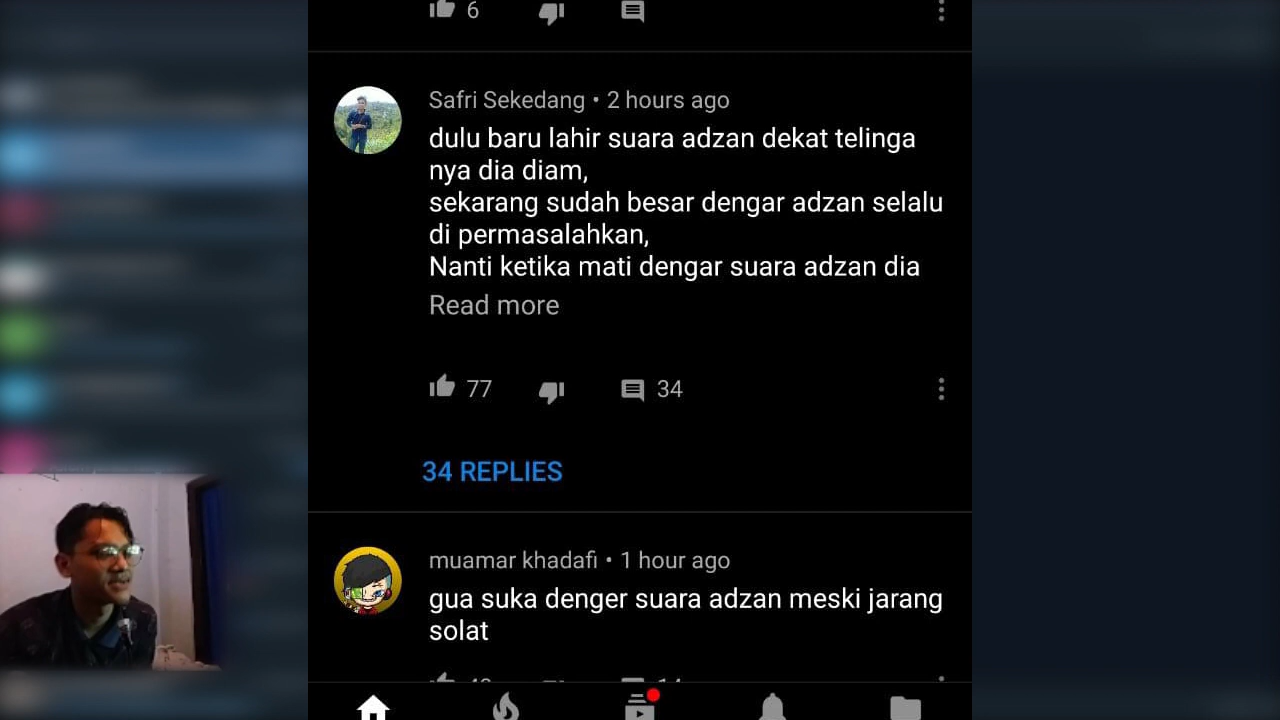 6
Safri Sekedang • 2 hours ago
dulu baru lahir suara adzan dekat telinga
nya dia diam,
sekarang sudah besar dengar adzan selalu
di permasalahkan,
Nanti ketika mati dengar suara adzan dia
Read more
77 34
34 REPLIES
muamar khadafi • 1 hour ago
gua suka denger suara adzan meski jarang
solat